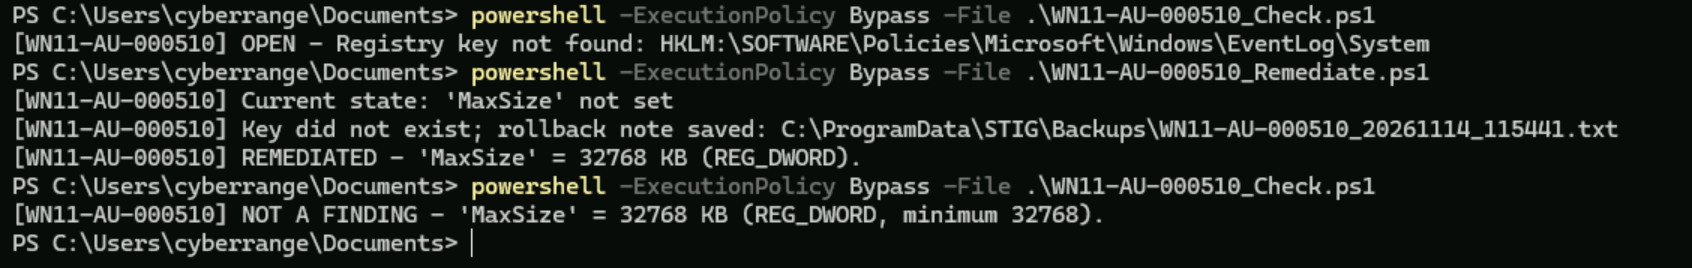 PS C:\Users\cyberrange\Documents> powershell -ExecutionPolicy Bypass -File .\WN11-AU-000510_Check.ps1
[WN11-AU-000510] OPEN - Registry key not found: HKLM:\SOFTWARE\Policies\Microsoft\Windows\EventLog\System
PS C:\Users\cyberrange\Documents> powershell -ExecutionPolicy Bypass -File .\WN11-AU-000510_Remediate.ps1
[WN11-AU-000510] Current state: 'MaxSize' not set
[WN11-AU-000510] Key did not exist; rollback note saved: C:\ProgramData\STIG\Backups\WN11-AU-000510_20261114_115441.txt
[WN11-AU-000510] REMEDIATED - 'MaxSize' = 32768 KB (REG_DWORD).
PS C:\Users\cyberrange\Documents> powershell -ExecutionPolicy Bypass -File .\WN11-AU-000510_Check.ps1
[WN11-AU-000510] NOT A FINDING - 'MaxSize' = 32768 KB (REG_DWORD, minimum 32768).
PS C:\Users\cyberrange\Documents>